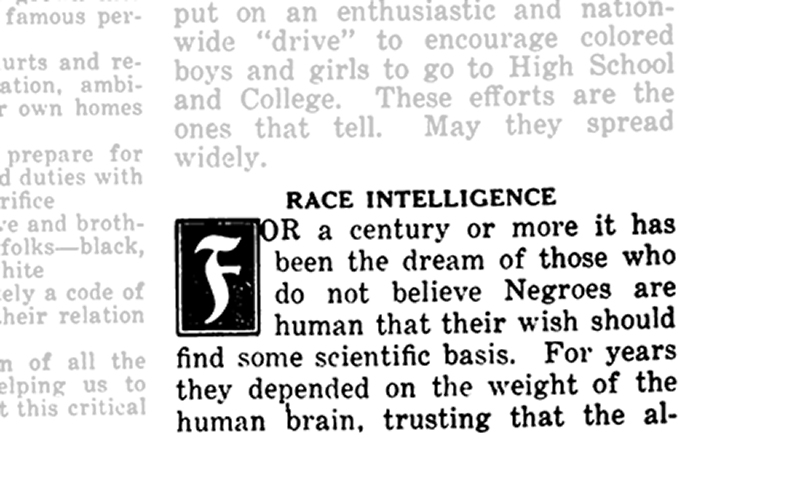 famous per-
urts and re-
ation, ambi-
own homes
prepare for
duties with
rifice
and broth-
folks—black,
hite
ely a code of
heir relation
of all the
elping us to
t this critical
put on an enthusiastic and nation-
wide “drive” to encourage colored
boys and girls to go to High School
and College. These efforts are the
ones that tell. May they spread
widely.
RACE INTELLIGENCE
FOR a century or more it has
been the dream of those who
do not believe Negroes are
human that their wish should
find some scientific basis. For years
they depended on the weight of the
human brain, trusting that the al-